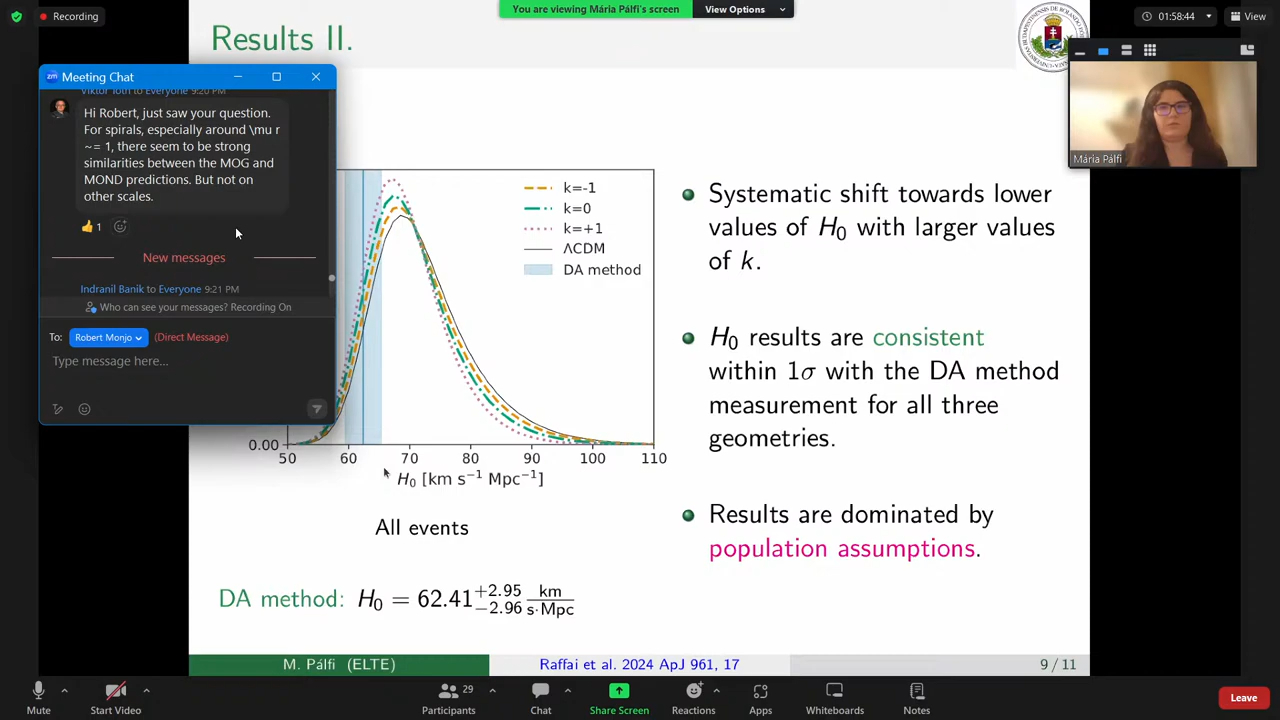 Recording
You are viewing Mária Pálfi's screen
View Options
01:58:44
View
Results II.
Mária Pálfi
zm Meeting Chat
Viktor Toth to Everyone 9:20 PM
Hi Robert, just saw your question.
For spirals, especially around \mu r
~= 1, there seem to be strong
similarities between the MOG and
MOND predictions. But not on
other scales.
👍 1
New messages
Indranil Banik to Everyone 9:21 PM
Who can see your messages? Recording On
To: Robert Monjo (Direct Message)
Type message here...
k=-1
k=0
k=+1
ΛCDM
DA method
0.00
50 60 70 80 90 100 110
H₀ [km s⁻¹ Mpc⁻¹]
All events
DA method: H₀ = 62.41 +2.95 −2.96 km/s·Mpc
Systematic shift towards lower
values of H₀ with larger values
of k.
H₀ results are consistent
within 1σ with the DA method
measurement for all three
geometries.
Results are dominated by
population assumptions.
M. Pálfi (ELTE)
Raffai et al. 2024 ApJ 961, 17
9 / 11
Mute
Start Video
Participants 29
Chat
Share Screen
Reactions
Apps
Whiteboards
Notes
Leave